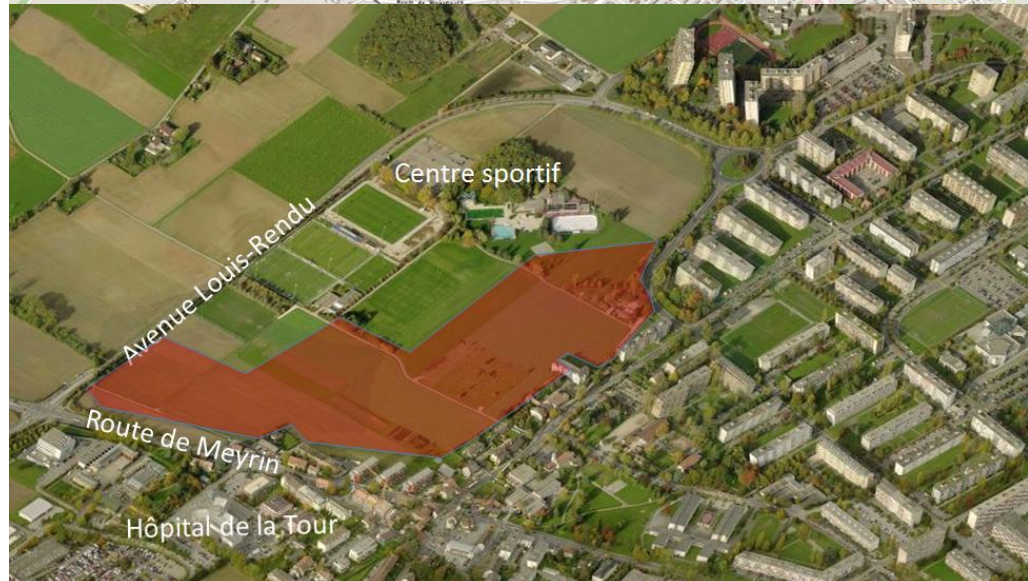 Centre sportif
Avenue Louis-Rendu
Route de Meyrin
Hôpital de la Tour